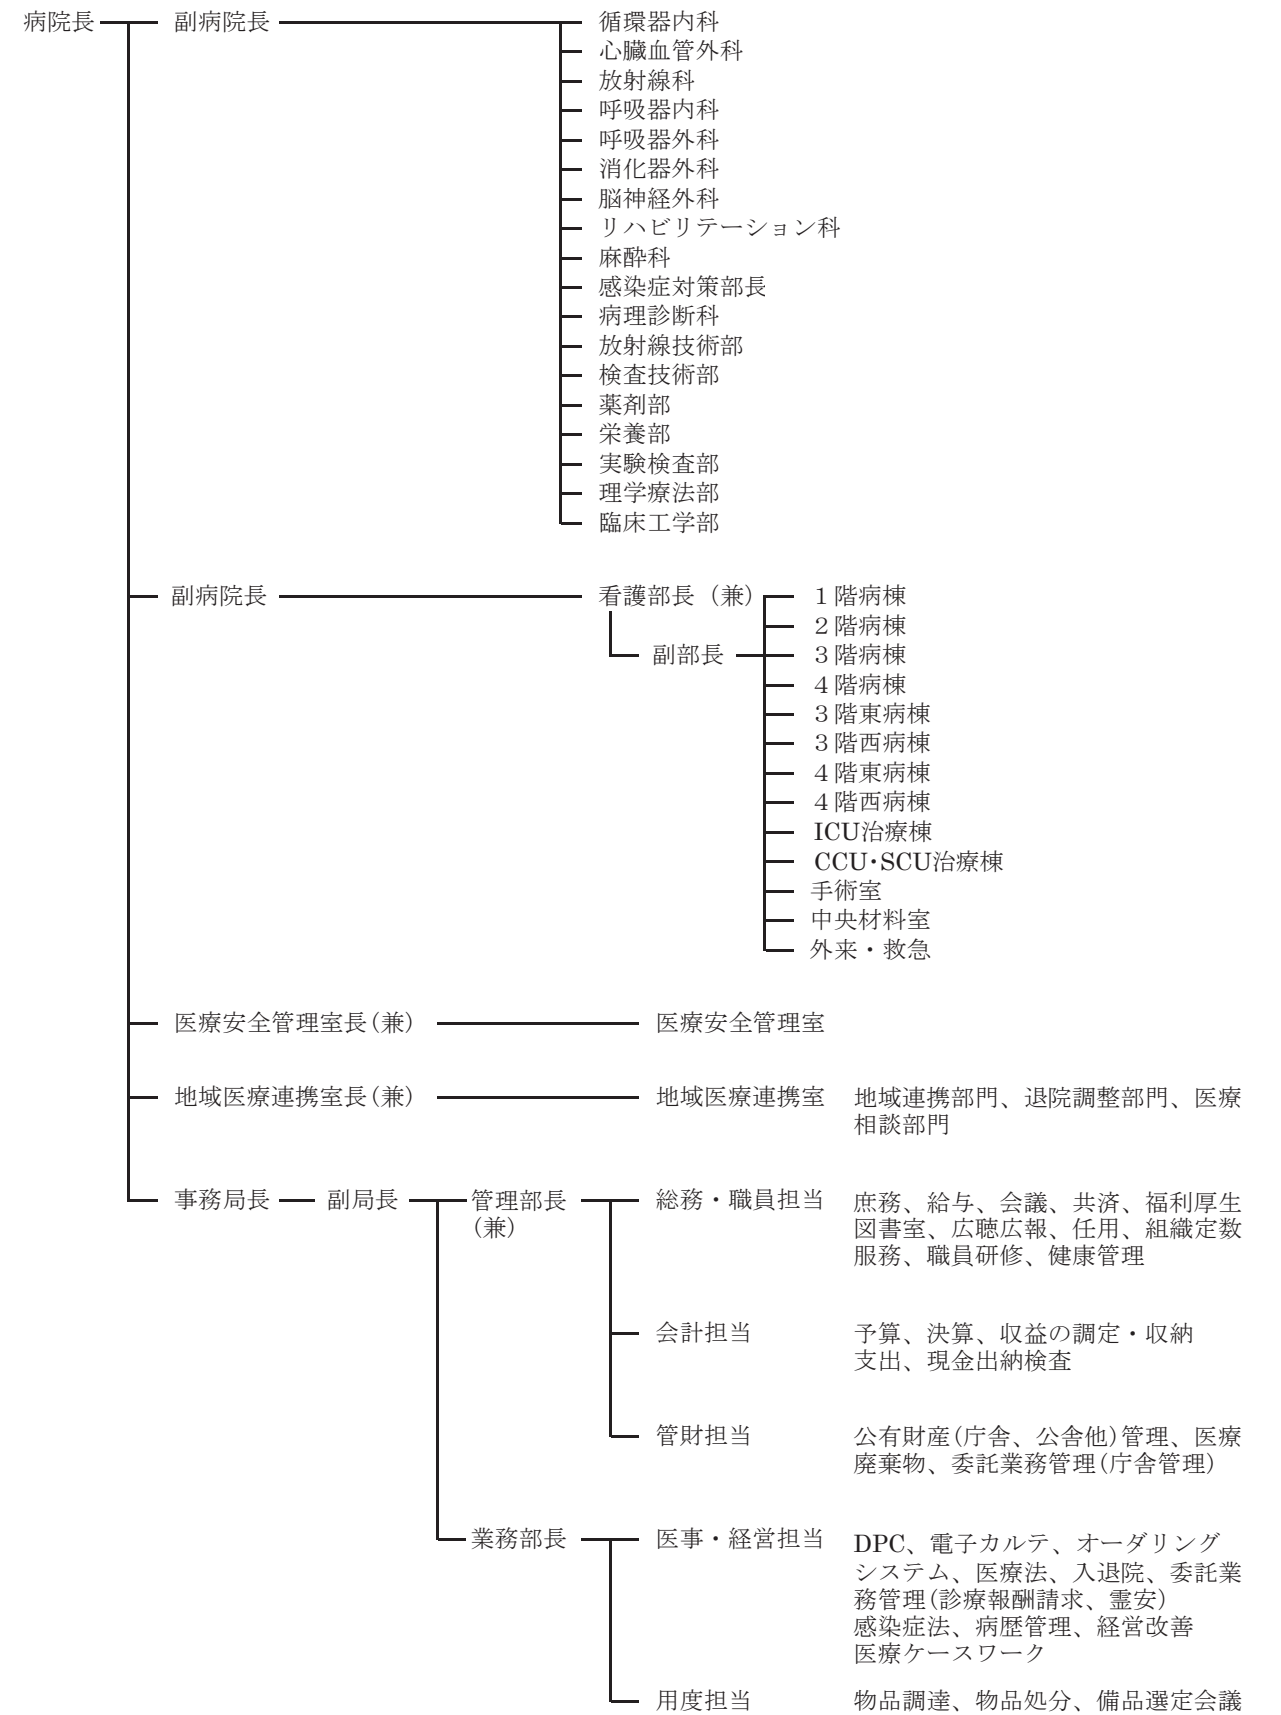 病院長 副病院長 循環器内科
心臓血管外科
放射線科
呼吸器内科
呼吸器外科
消化器外科
脳神経外科
リハビリテーション科
麻酔科
感染症対策部長
病理診断科
放射線技術部
検査技術部
薬剤部
栄養部
実験検査部
理学療法部
臨床工学部
副病院長 看護部長（兼） 1階病棟
2階病棟
副部長 3階病棟
4階病棟
3階東病棟
3階西病棟
4階東病棟
4階西病棟
ICU治療棟
CCU・SCU治療棟
手術室
中央材料室
外来・救急
医療安全管理室長(兼) 医療安全管理室
地域医療連携室長(兼) 地域医療連携室 地域連携部門、退院調整部門、医療
相談部門
事務局長 副局長 管理部長 総務・職員担当 庶務、給与、会議、共済、福利厚生
(兼) 図書室、広聴広報、任用、組織定数
服務、職員研修、健康管理
会計担当 予算、決算、収益の調定・収納
支出、現金出納検査
管財担当 公有財産(庁舎、公舎他)管理、医療
廃棄物、委託業務管理(庁舎管理)
業務部長 医事・経営担当 DPC、電子カルテ、オーダリング
システム、医療法、入退院、委託業
務管理(診療報酬請求、霊安)
感染症法、病歴管理、経営改善
医療ケースワーク
用度担当 物品調達、物品処分、備品選定会議